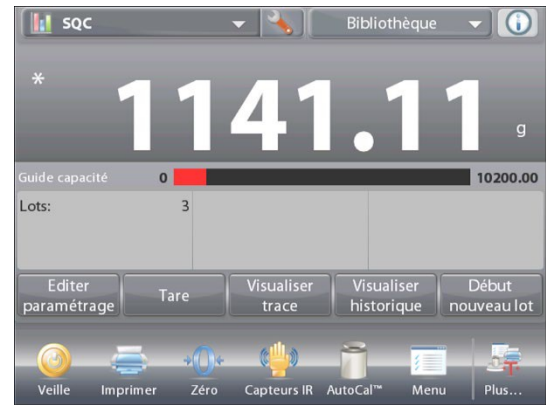 SQC Bibliothèque
* 1141.11 g
Guide capacité 0 10200.00
Lots: 3
Editer paramétrage
Tare
Visualiser trace
Visualiser historique
Début nouveau lot
Veille Imprimer Zéro Capteurs IR AutoCal™ Menu Plus...